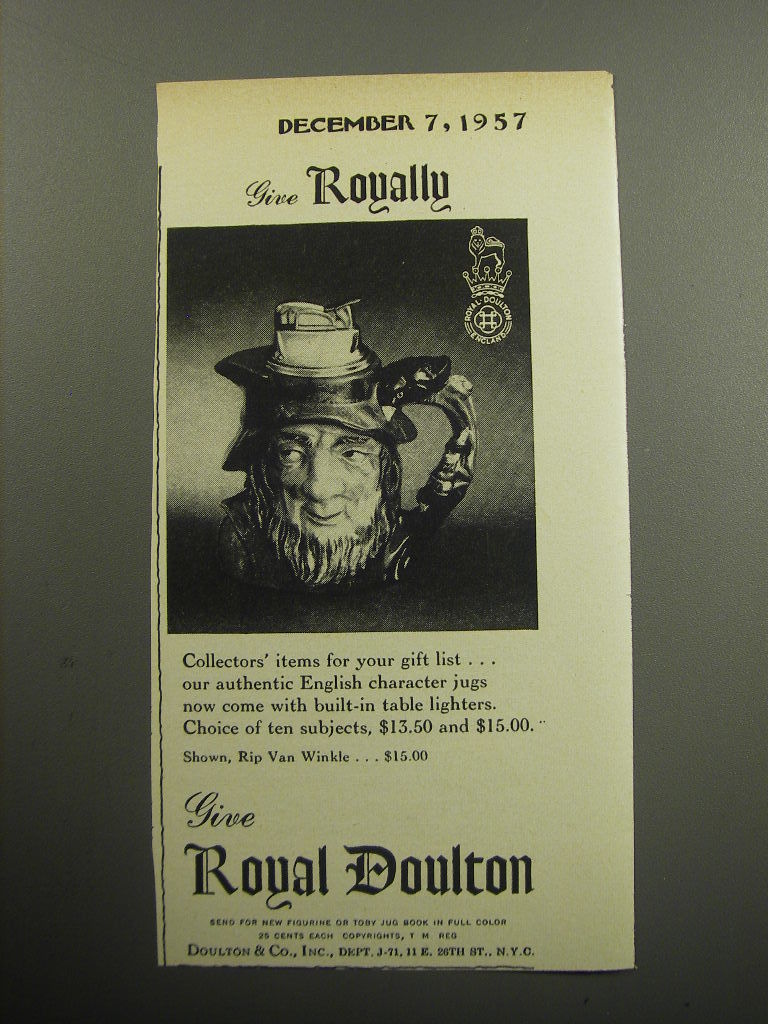 DECEMBER 7, 1957
Give Royally
ROYAL DOULTON
ENGLAND
Collectors' items for your gift list . . .
our authentic English character jugs
now come with built-in table lighters.
Choice of ten subjects, $13.50 and $15.00.
Shown, Rip Van Winkle . . . $15.00
Give
Royal Doulton
SEND FOR NEW FIGURINE OR TOBY JUG BOOK IN FULL COLOR
25 CENTS EACH COPYRIGHTS, T M REG
DOULTON & CO., INC., DEPT. J-71, 11 E. 26TH ST., N.Y.C.